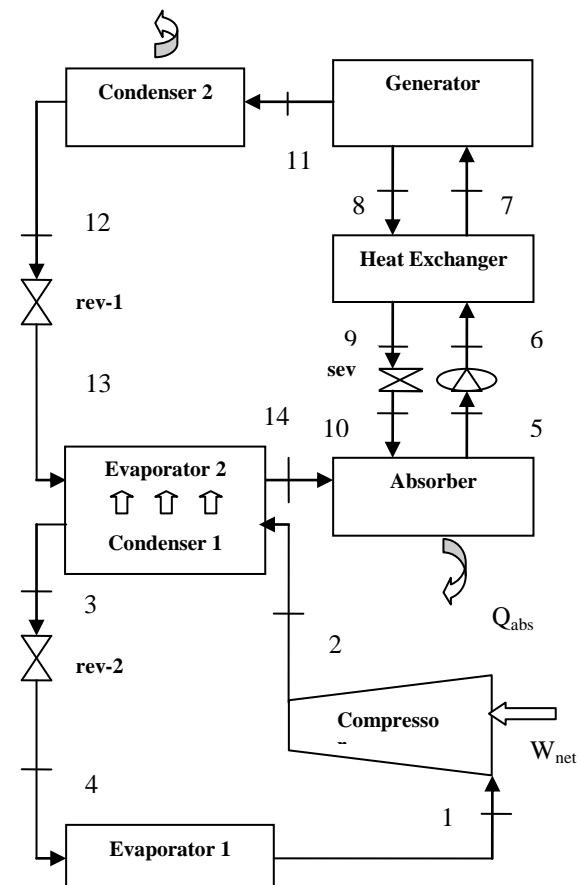 Condenser 2
Generator
11
8
7
12
Heat Exchanger
rev-1
9
6
sev
13
14
10
5
Evaporator 2
Absorber
Condenser 1
3
2
Qabs
rev-2
Compresso
Wnet
4
1
Evaporator 1